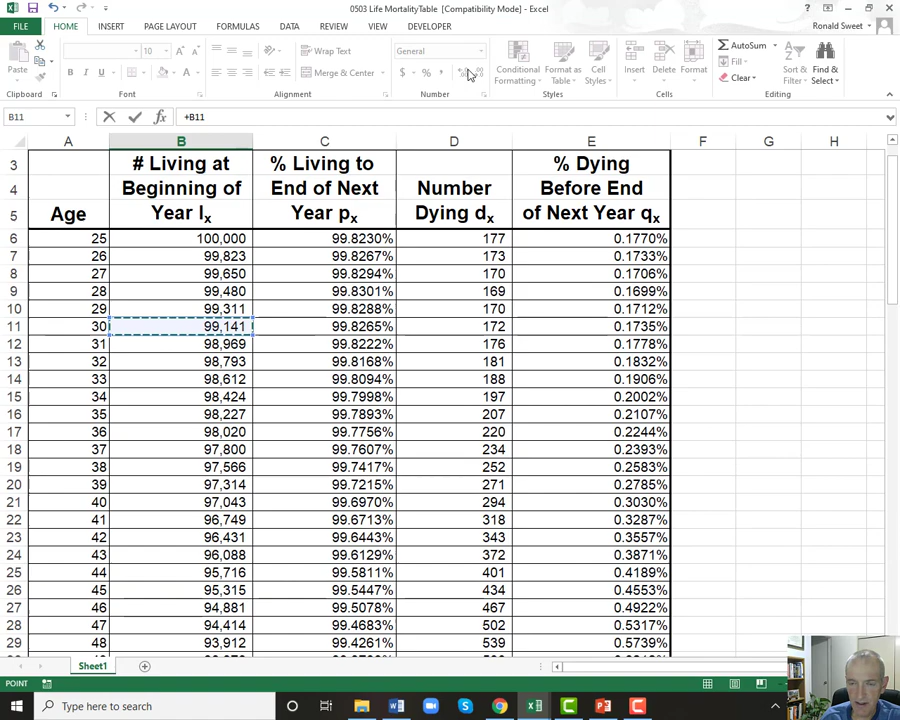 0503 Life MortalityTable [Compatibility Mode] - Excel
FILE HOME INSERT PAGE LAYOUT FORMULAS DATA REVIEW VIEW DEVELOPER Ronald Sweet
Paste 10 Wrap Text General AutoSum
B I U Merge & Center $ % , Conditional Formatting Format as Table Cell Styles Insert Delete Format Fill Clear Sort & Filter Find & Select
Clipboard Font Alignment Number Styles Cells Editing
B11 fx +B11
A B C D E F G H
3 # Living at % Living to % Dying
4 Beginning of End of Next Number Before End
5 Age Year lx Year px Dying dx of Next Year qx
6 25 100,000 99.8230% 177 0.1770%
7 26 99,823 99.8267% 173 0.1733%
8 27 99,650 99.8294% 170 0.1706%
9 28 99,480 99.8301% 169 0.1699%
10 29 99,311 99.8288% 170 0.1712%
11 30 99,141 99.8265% 172 0.1735%
12 31 98,969 99.8222% 176 0.1778%
13 32 98,793 99.8168% 181 0.1832%
14 33 98,612 99.8094% 188 0.1906%
15 34 98,424 99.7998% 197 0.2002%
16 35 98,227 99.7893% 207 0.2107%
17 36 98,020 99.7756% 220 0.2244%
18 37 97,800 99.7607% 234 0.2393%
19 38 97,566 99.7417% 252 0.2583%
20 39 97,314 99.7215% 271 0.2785%
21 40 97,043 99.6970% 294 0.3030%
22 41 96,749 99.6713% 318 0.3287%
23 42 96,431 99.6443% 343 0.3557%
24 43 96,088 99.6129% 372 0.3871%
25 44 95,716 99.5811% 401 0.4189%
26 45 95,315 99.5447% 434 0.4553%
27 46 94,881 99.5078% 467 0.4922%
28 47 94,414 99.4683% 502 0.5317%
29 48 93,912 99.4261% 539 0.5739%
Sheet1
POINT
Type here to search